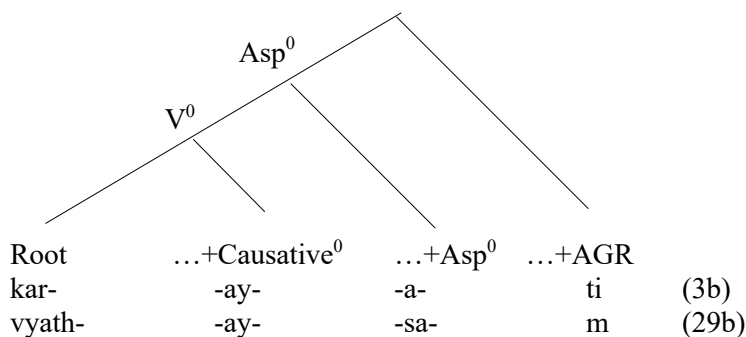 Asp⁰
V⁰
Root …+Causative⁰ …+Asp⁰ …+AGR
kar- -ay- -a- ti (3b)
vyath- -ay- -sa- m (29b)